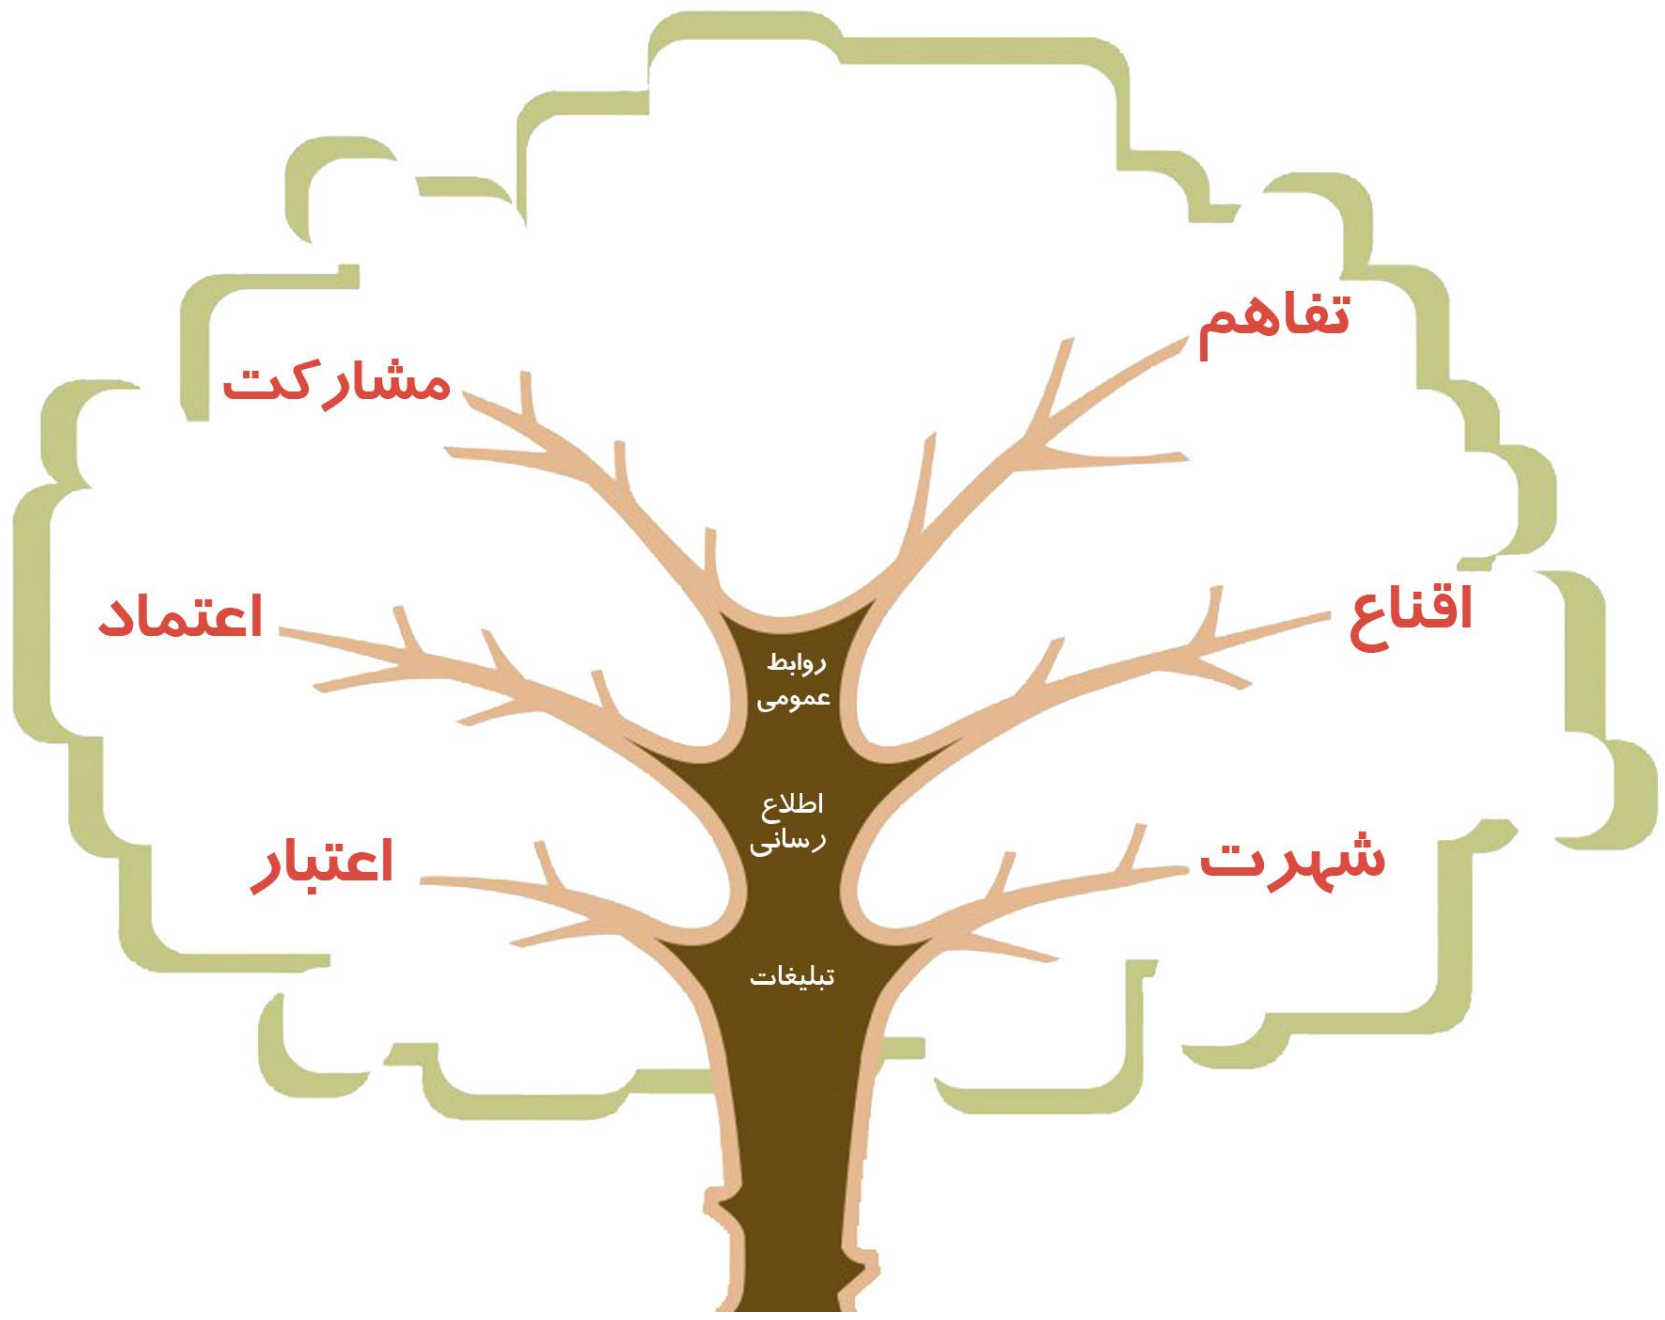 تفاهم
مشارکت
اقناع
اعتماد
روابط
عمومی
اطلاع
رسانی
شهرت
اعتبار
تبلیغات